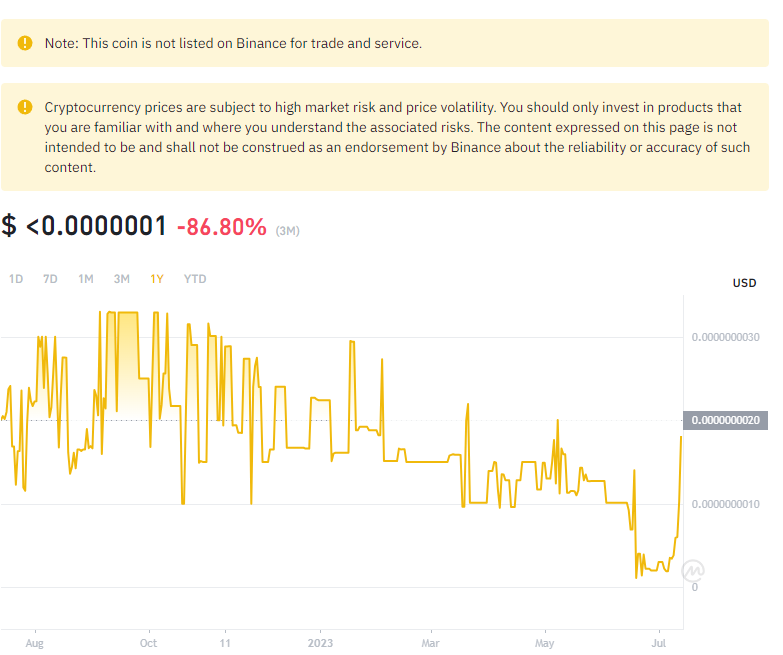 Note: This coin is not listed on Binance for trade and service.
Cryptocurrency prices are subject to high market risk and price volatility. You should only invest in products that
you are familiar with and where you understand the associated risks. The content expressed on this page is not
intended to be and shall not be construed as an endorsement by Binance about the reliability or accuracy of such
content.
$ <0.0000001 -86.80% (3M)
1D 7D 1M 3M 1Y YTD
USD
0.0000000030
0.0000000020
0.0000000010
0
Aug Oct 11 2023 Mar May Jul